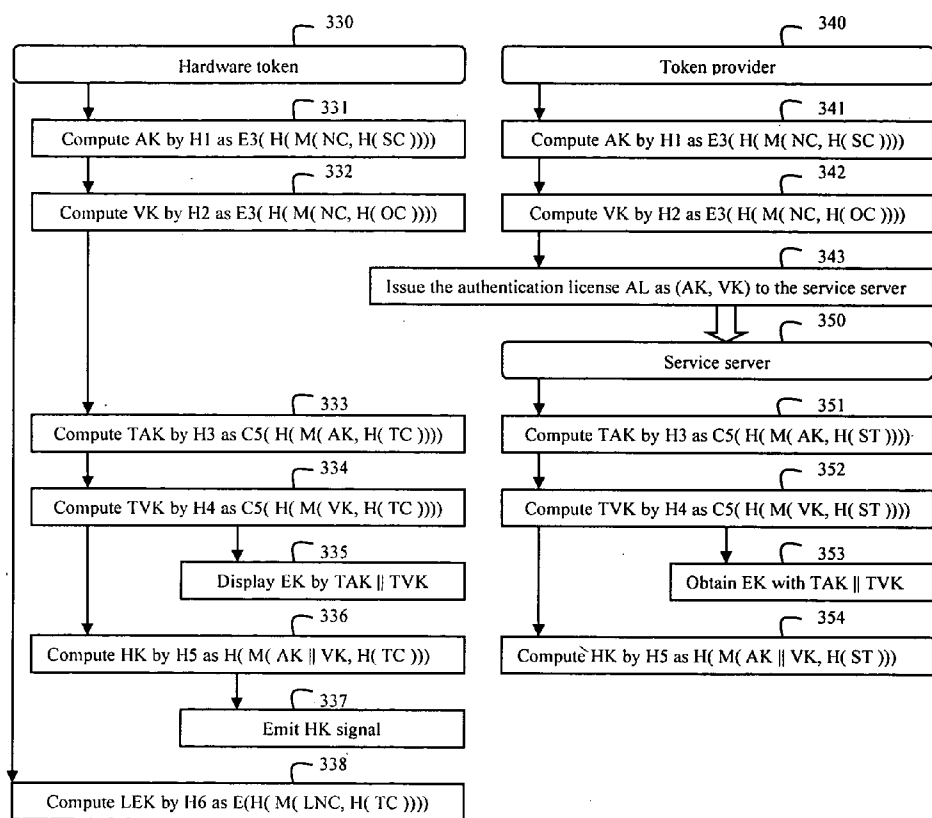 330
Hardware token
331
Compute AK by H1 as E3( H( M( NC, H( SC ))))
332
Compute VK by H2 as E3( H( M( NC, H( OC ))))
333
Compute TAK by H3 as C5( H( M( AK, H( TC ))))
334
Compute TVK by H4 as C5( H( M( VK, H( TC ))))
335
Display EK by TAK || TVK
336
Compute HK by H5 as H( M( AK || VK, H( TC )))
337
Emit HK signal
338
Compute LEK by H6 as E(H( M( LNC, H( TC ))))
340
Token provider
341
Compute AK by H1 as E3( H( M( NC, H( SC ))))
342
Compute VK by H2 as E3( H( M( NC, H( OC ))))
343
Issue the authentication license AL as (AK, VK) to the service server
350
Service server
351
Compute TAK by H3 as C5( H( M( AK, H( ST ))))
352
Compute TVK by H4 as C5( H( M( VK, H( ST ))))
353
Obtain EK with TAK || TVK
354
Compute HK by H5 as H( M( AK || VK, H( ST )))